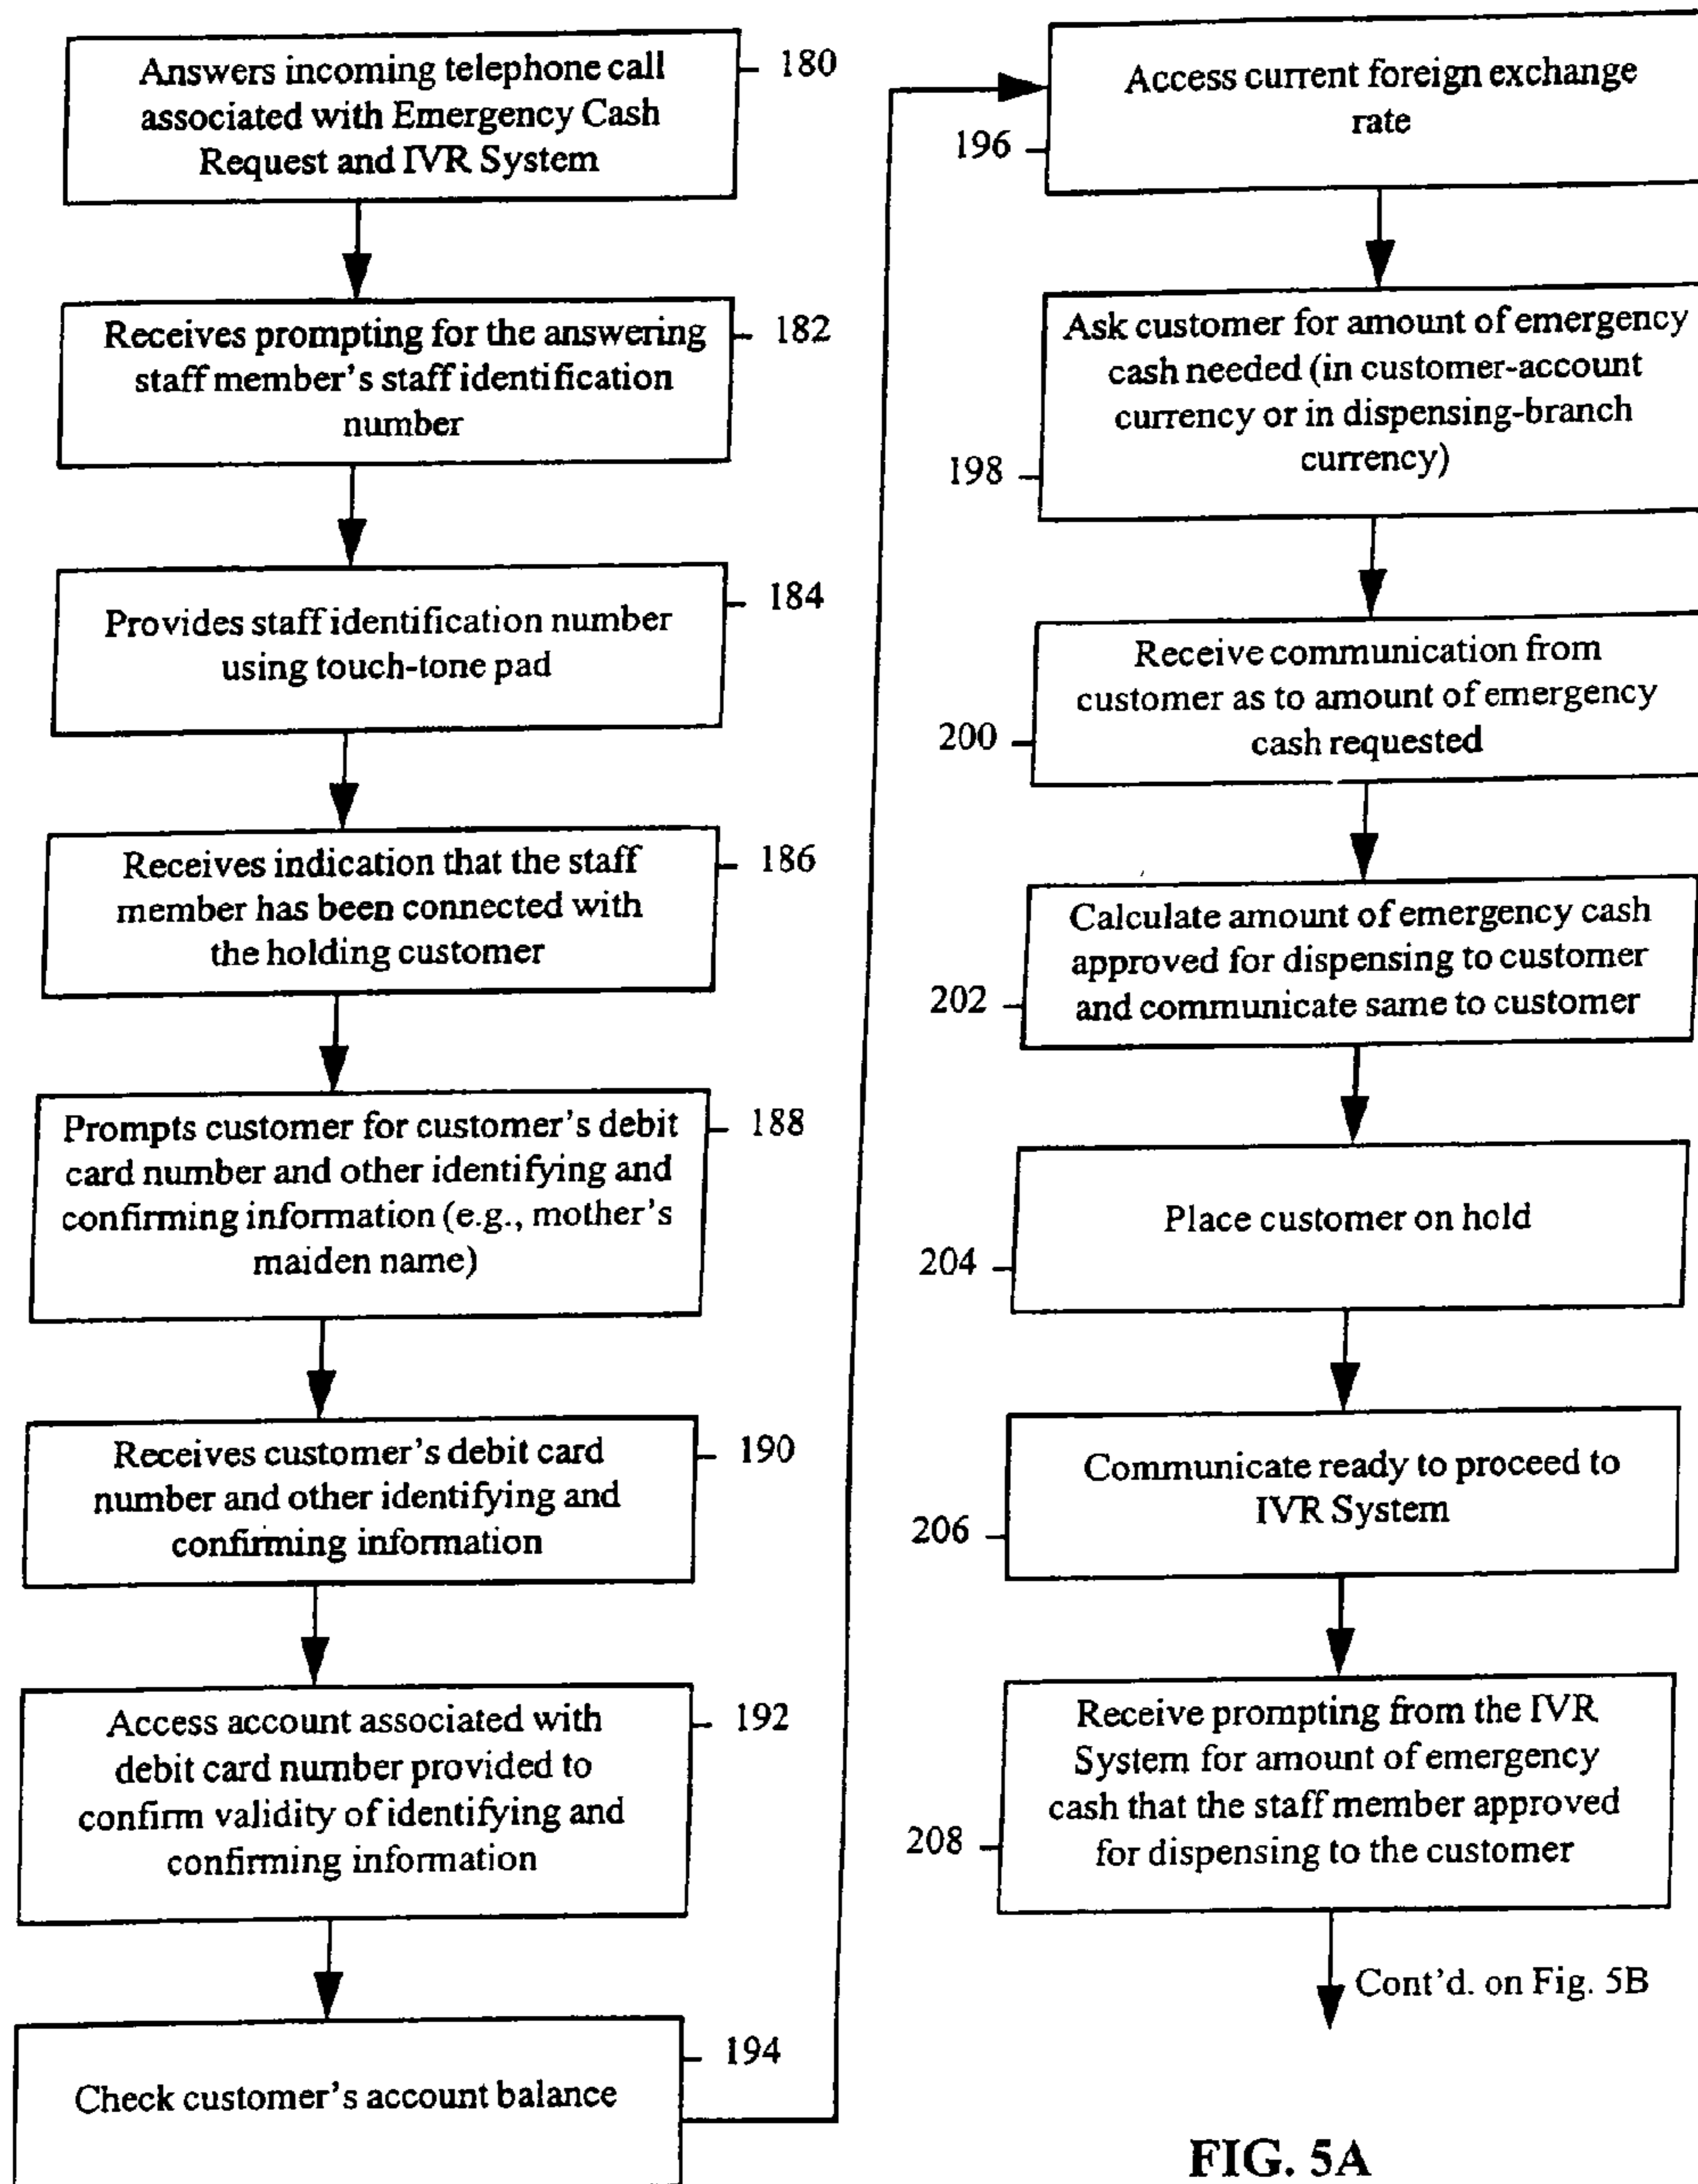 Answers incoming telephone call
associated with Emergency Cash
Request and IVR System
180
Receives prompting for the answering
staff member's staff identification
number
182
Provides staff identification number
using touch-tone pad
184
Receives indication that the staff
member has been connected with
the holding customer
186
Prompts customer for customer's debit
card number and other identifying and
confirming information (e.g., mother's
maiden name)
188
Receives customer's debit card
number and other identifying and
confirming information
190
Access account associated with
debit card number provided to
confirm validity of identifying and
confirming information
192
Check customer's account balance
194
Access current foreign exchange
rate
196
Ask customer for amount of emergency
cash needed (in customer-account
currency or in dispensing-branch
currency)
198
Receive communication from
customer as to amount of emergency
cash requested
200
Calculate amount of emergency cash
approved for dispensing to customer
and communicate same to customer
202
Place customer on hold
204
Communicate ready to proceed to
IVR System
206
Receive prompting from the IVR
System for amount of emergency
cash that the staff member approved
for dispensing to the customer
208
Cont'd. on Fig. 5B
FIG. 5A